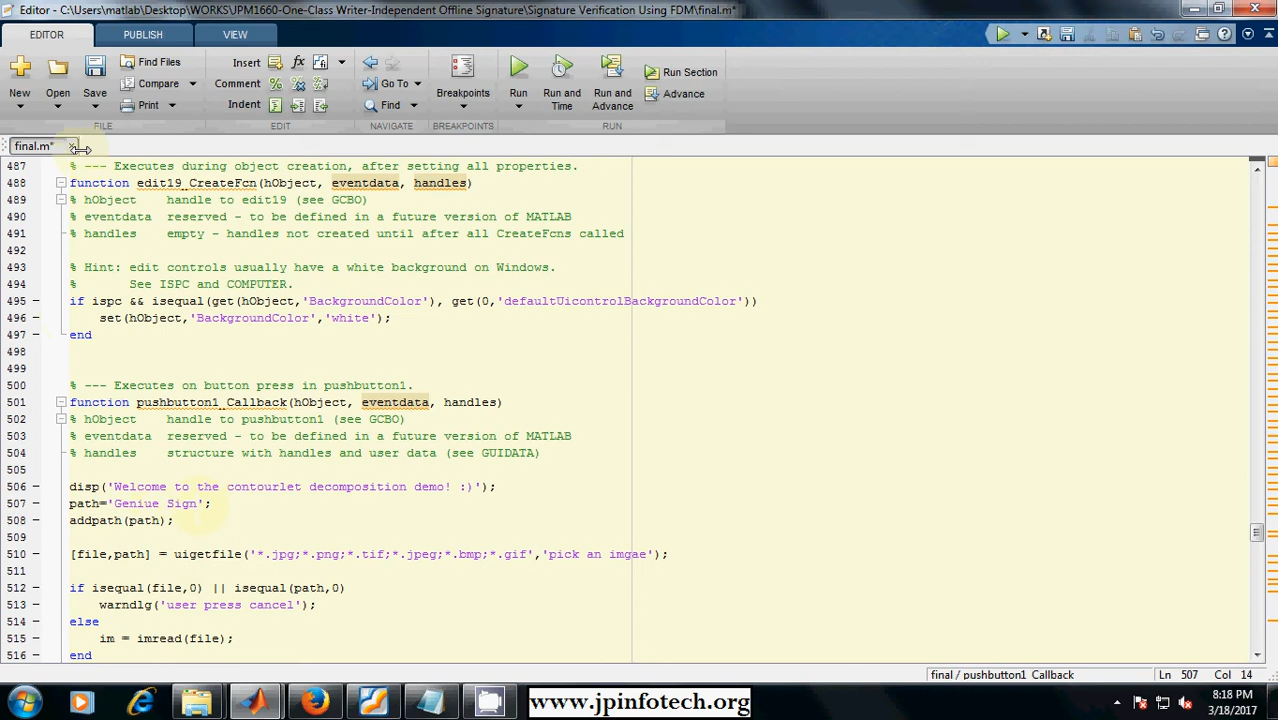 Editor - C:\Users\matlab\Desktop\WORKS\JPM1660-One-Class Writer-Independent Offline Signature\Signature Verification Using FDM\final.m*
EDITOR PUBLISH VIEW
New Open Save Find Files Compare Print Insert Comment Indent Go To Find Breakpoints Run Run and Time Run and Advance Run Section Advance
FILE EDIT NAVIGATE BREAKPOINTS RUN
final.m*
487 % --- Executes during object creation, after setting all properties.
488 function edit19_CreateFcn(hObject, eventdata, handles)
489 % hObject    handle to edit19 (see GCBO)
490 % eventdata  reserved - to be defined in a future version of MATLAB
491 % handles    empty - handles not created until after all CreateFcns called
492
493 % Hint: edit controls usually have a white background on Windows.
494 %       See ISPC and COMPUTER.
495 – if ispc && isequal(get(hObject,'BackgroundColor'), get(0,'defaultUicontrolBackgroundColor'))
496 –     set(hObject,'BackgroundColor','white');
497 – end
498
499
500 % --- Executes on button press in pushbutton1.
501 function pushbutton1_Callback(hObject, eventdata, handles)
502 % hObject    handle to pushbutton1 (see GCBO)
503 % eventdata  reserved - to be defined in a future version of MATLAB
504 % handles    structure with handles and user data (see GUIDATA)
505
506 – disp('Welcome to the contourlet decomposition demo! :)');
507 – path='Geniue Sign';
508 – addpath(path);
509
510 – [file,path] = uigetfile('*.jpg;*.png;*.tif;*.jpeg;*.bmp;*.gif','pick an imgae');
511
512 – if isequal(file,0) || isequal(path,0)
513 –     warndlg('user press cancel');
514 – else
515 –     im = imread(file);
516 – end
final / pushbutton1_Callback Ln 507 Col 14
www.jpinfotech.org
8:18 PM
3/18/2017